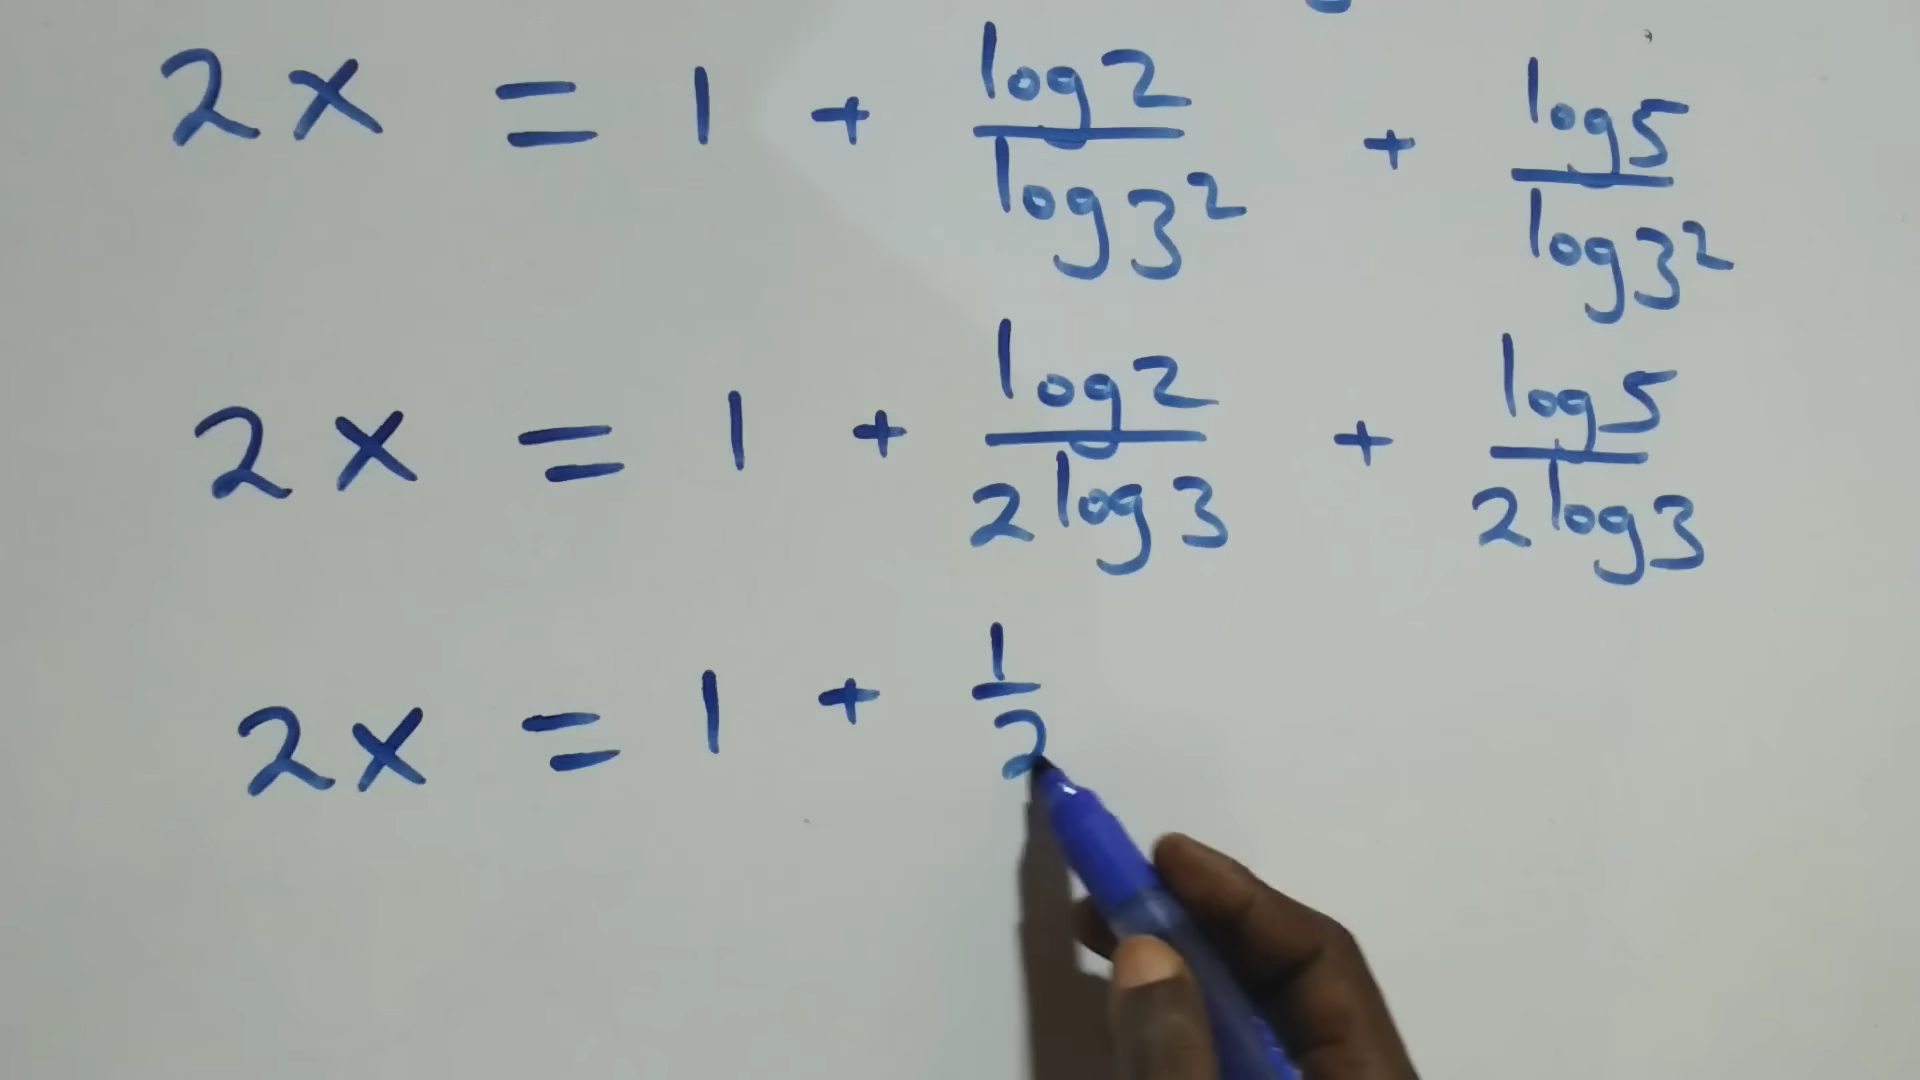 2x = 1 + log2/log3² + log5/log3²
2x = 1 + log2/2log3 + log5/2log3
2x = 1 + 1/2